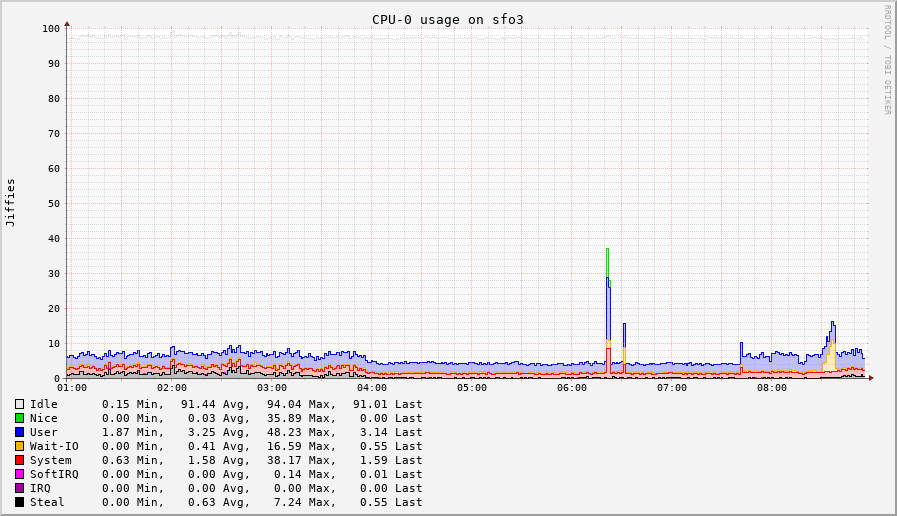 CPU-0 usage on sfo3
RRDTOOL / TOBI OETIKER
Jiffies
100
90
80
70
60
50
40
30
20
10
0
01:00 02:00 03:00 04:00 05:00 06:00 07:00 08:00
Idle 0.15 Min, 91.44 Avg, 94.04 Max, 91.01 Last
Nice 0.00 Min, 0.03 Avg, 35.89 Max, 0.00 Last
User 1.87 Min, 3.25 Avg, 48.23 Max, 3.14 Last
Wait-IO 0.00 Min, 0.41 Avg, 16.59 Max, 0.55 Last
System 0.63 Min, 1.58 Avg, 38.17 Max, 1.59 Last
SoftIRQ 0.00 Min, 0.00 Avg, 0.14 Max, 0.01 Last
IRQ 0.00 Min, 0.00 Avg, 0.00 Max, 0.00 Last
Steal 0.00 Min, 0.63 Avg, 7.24 Max, 0.55 Last